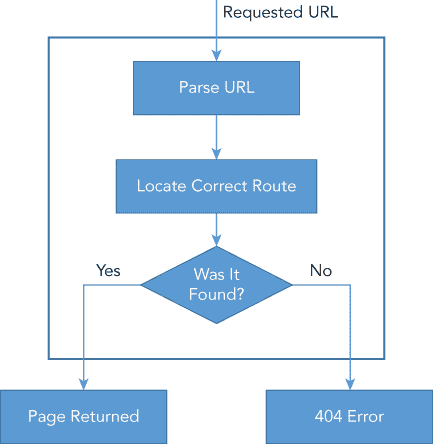 Requested URL
Parse URL
Locate Correct Route
Yes
Was It
Found?
No
Page Returned
404 Error